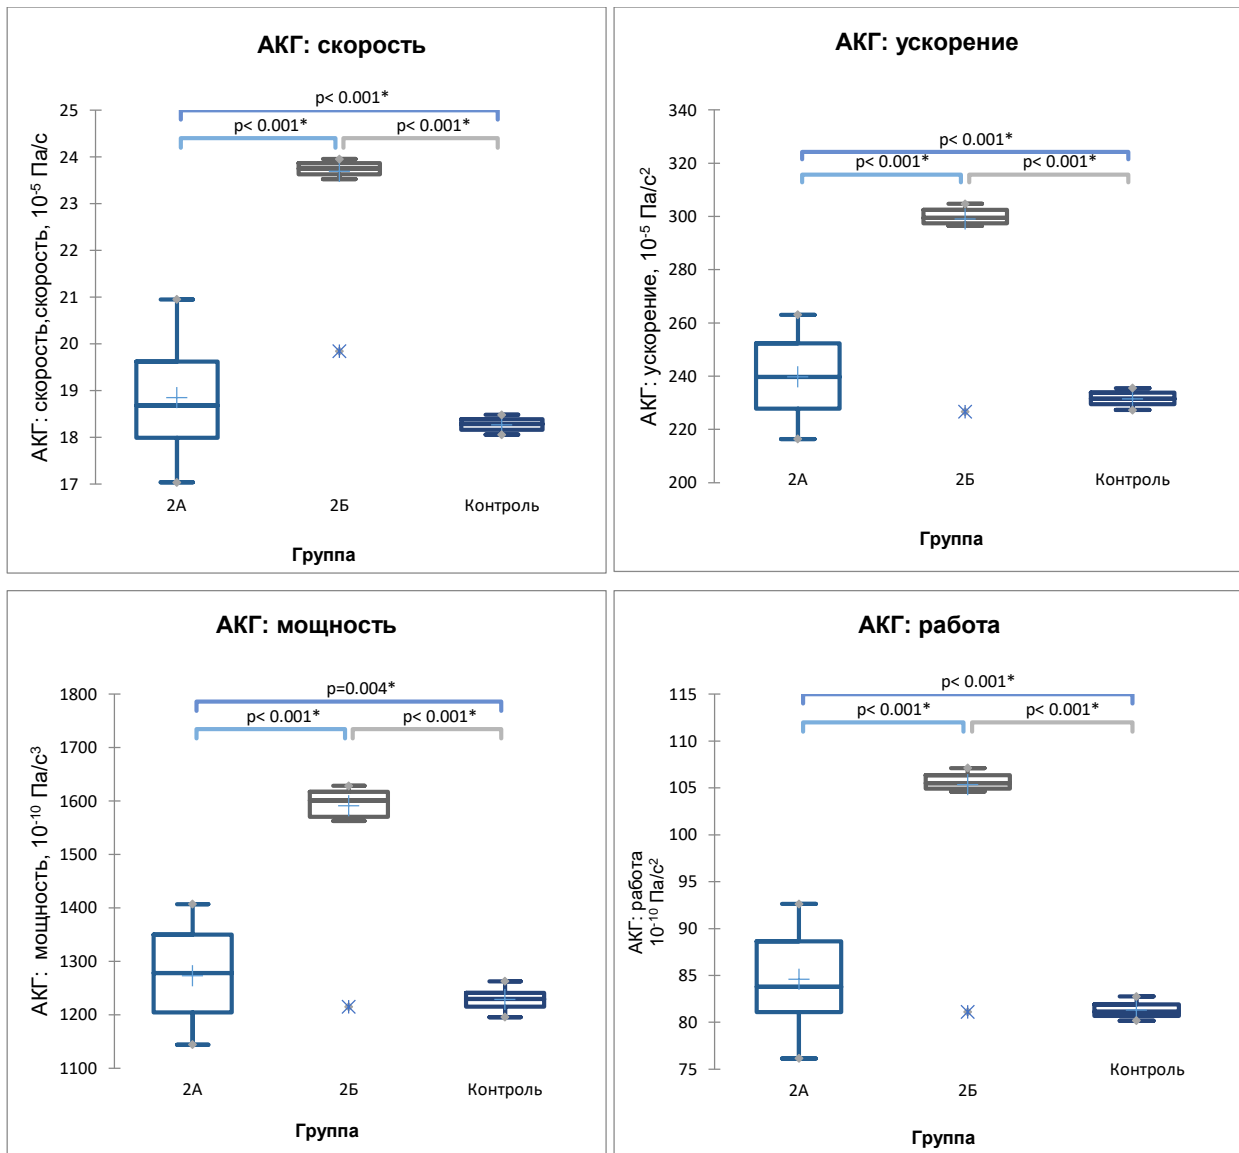 АКГ: скорость
p< 0.001*
p< 0.001*
p< 0.001*
АКГ: скорость,скорость, 10⁻⁵ Па/с
25
24
23
22
21
20
19
18
17
2А
2Б
Контроль
Группа
АКГ: ускорение
p< 0.001*
p< 0.001*
p< 0.001*
АКГ: ускорение, 10⁻⁵ Па/с²
340
320
300
280
260
240
220
200
2А
2Б
Контроль
Группа
АКГ: мощность
p=0.004*
p< 0.001*
p< 0.001*
АКГ: мощность, 10⁻¹⁰ Па/с³
1800
1700
1600
1500
1400
1300
1200
1100
2А
2Б
Контроль
Группа
АКГ: работа
p< 0.001*
p< 0.001*
p< 0.001*
АКГ: работа
10⁻¹⁰ Па/с²
115
110
105
100
95
90
85
80
75
2А
2Б
Контроль
Группа